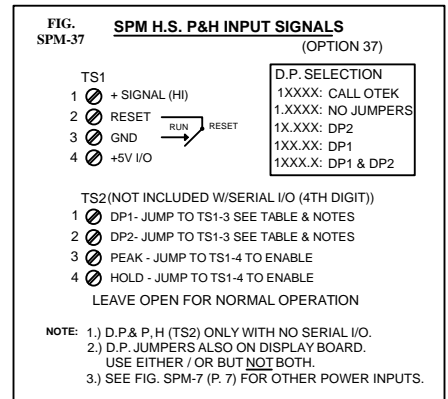 FIG.
SPM-37
SPM H.S. P&H INPUT SIGNALS
(OPTION 37)
TS1
1 + SIGNAL (HI)
2 RESET
3 GND
4 +5V I/O
RUN
RESET
D.P. SELECTION
1XXXX: CALL OTEK
1.XXXX: NO JUMPERS
1X.XXX: DP2
1XX.XX: DP1
1XXX.X: DP1 & DP2
TS2(NOT INCLUDED W/SERIAL I/O (4TH DIGIT))
1 DP1- JUMP TO TS1-3 SEE TABLE & NOTES
2 DP2- JUMP TO TS1-3 SEE TABLE & NOTES
3 PEAK - JUMP TO TS1-4 TO ENABLE
4 HOLD - JUMP TO TS1-4 TO ENABLE
LEAVE OPEN FOR NORMAL OPERATION
NOTE: 1.) D.P.& P,H (TS2) ONLY WITH NO SERIAL I/O.
2.) D.P. JUMPERS ALSO ON DISPLAY BOARD.
USE EITHER / OR BUT NOT BOTH.
3.) SEE FIG. SPM-7 (P. 7) FOR OTHER POWER INPUTS.